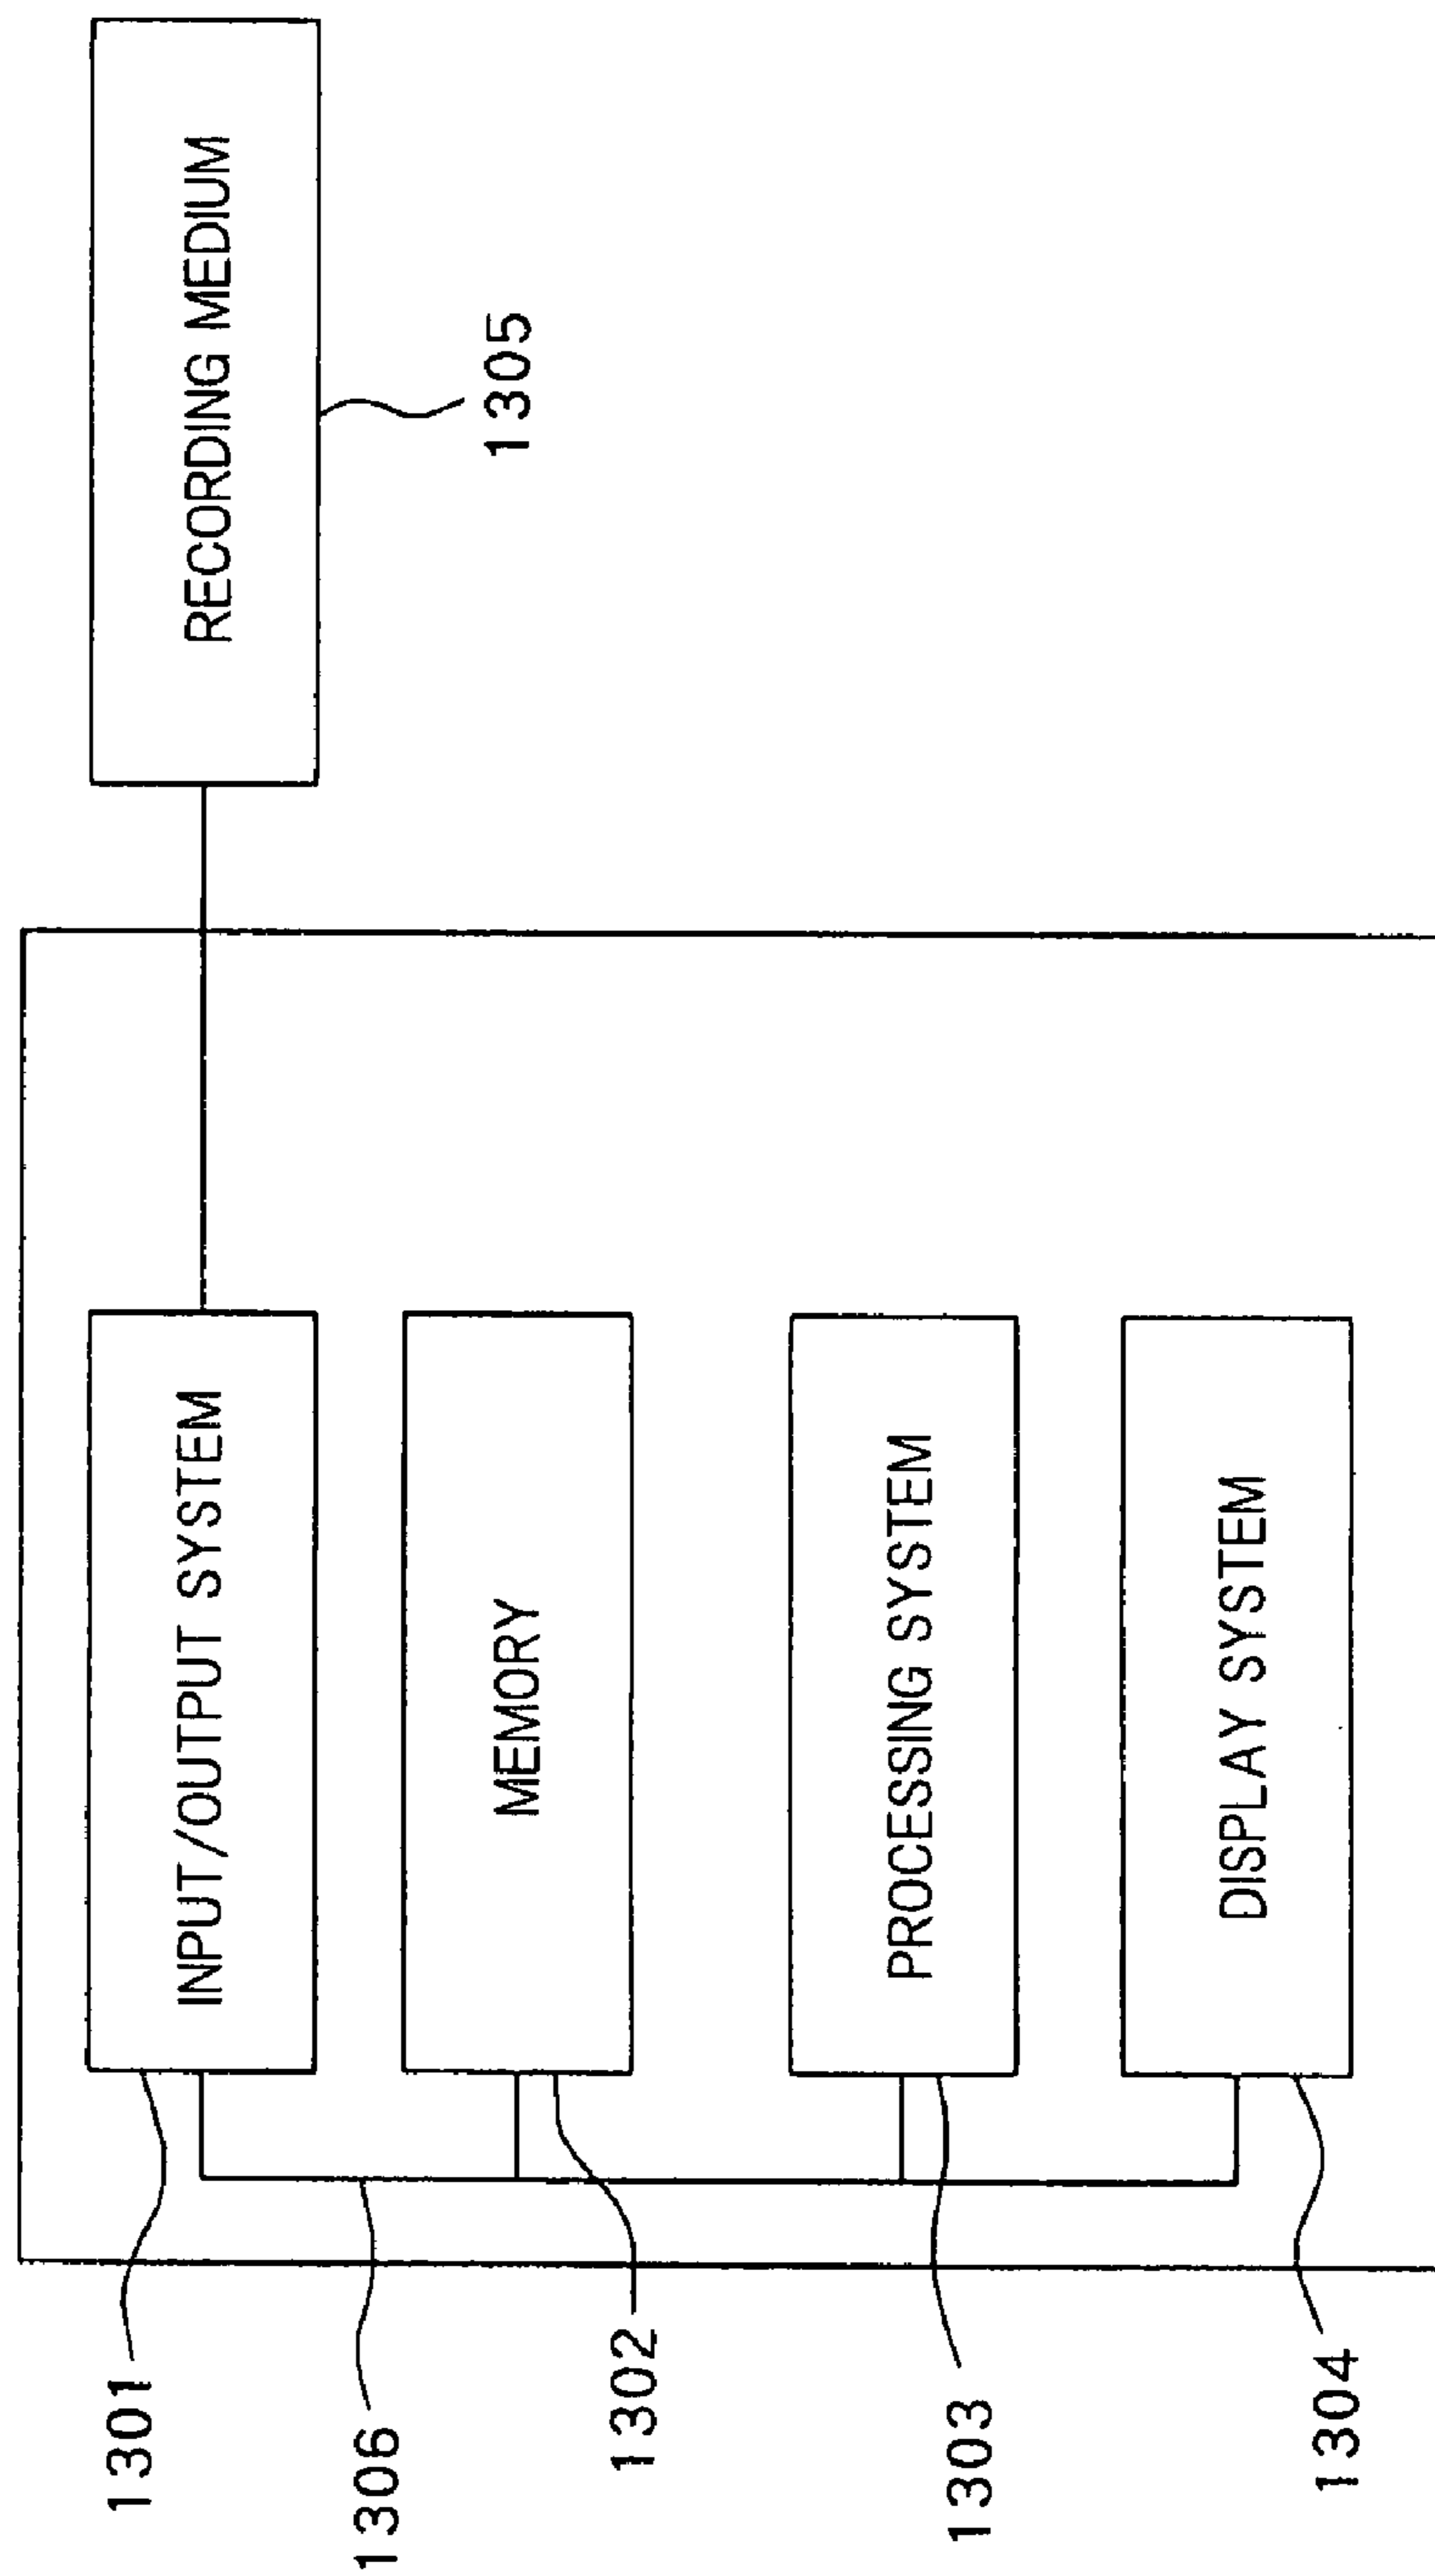 1301
INPUT/OUTPUT SYSTEM
RECORDING MEDIUM
1305
1306
1302
MEMORY
1303
PROCESSING SYSTEM
1304
DISPLAY SYSTEM